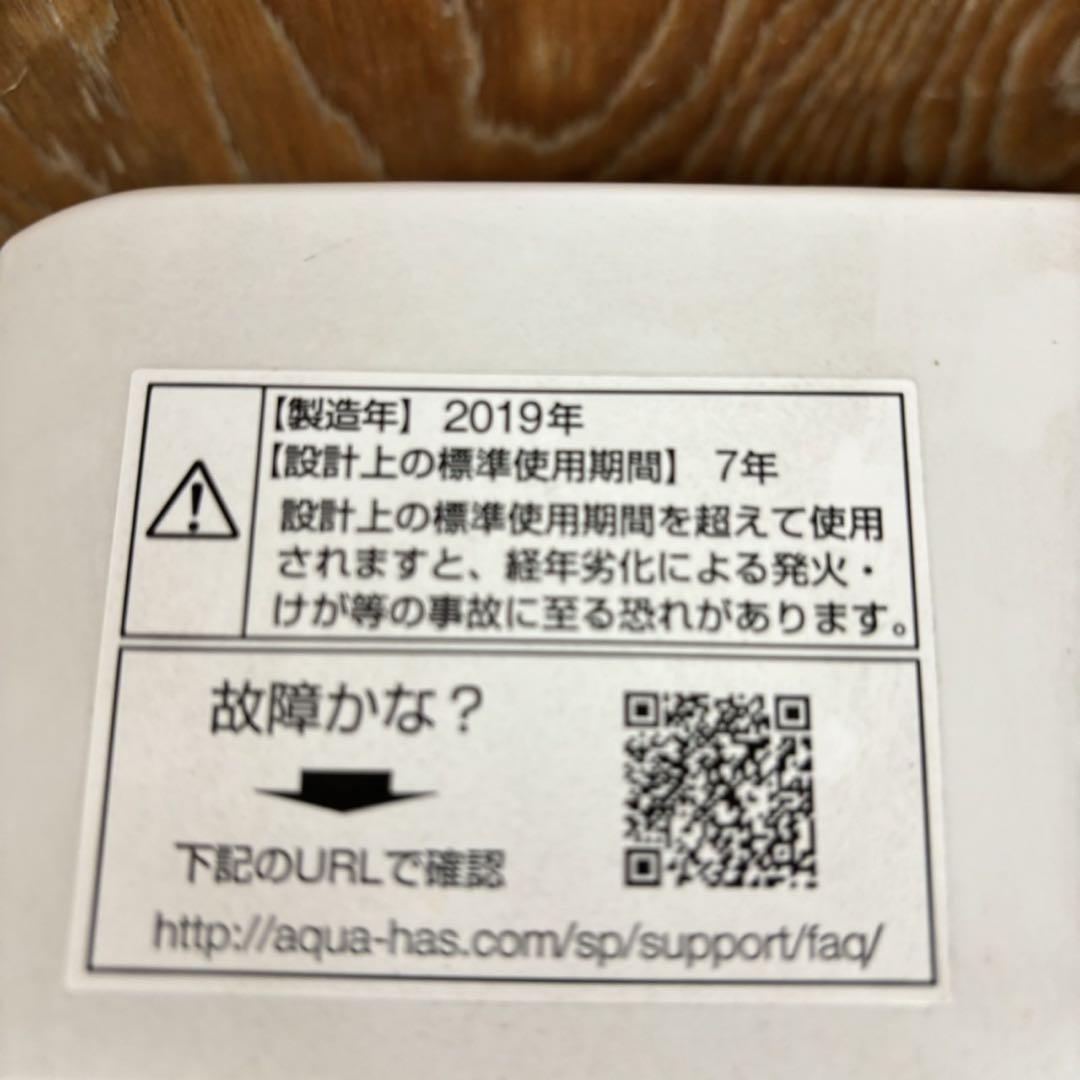 【製造年】 2019年
【設計上の標準使用期間】 7年
設計上の標準使用期間を超えて使用
されますと、経年劣化による発火・
けが等の事故に至る恐れがあります。
故障かな？
下記のURLで確認
http://aqua-has.com/sp/support/faq/